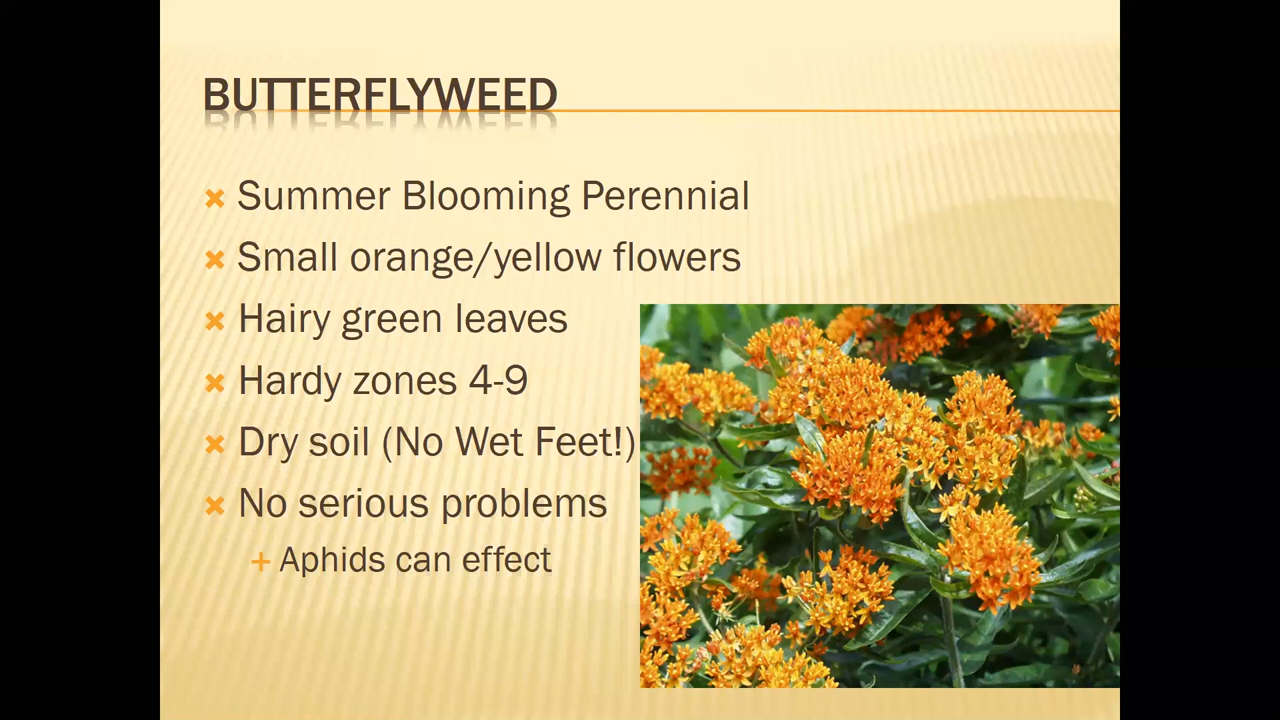 BUTTERFLYWEED
Summer Blooming Perennial
Small orange/yellow flowers
Hairy green leaves
Hardy zones 4-9
Dry soil (No Wet Feet!)
No serious problems
Aphids can effect